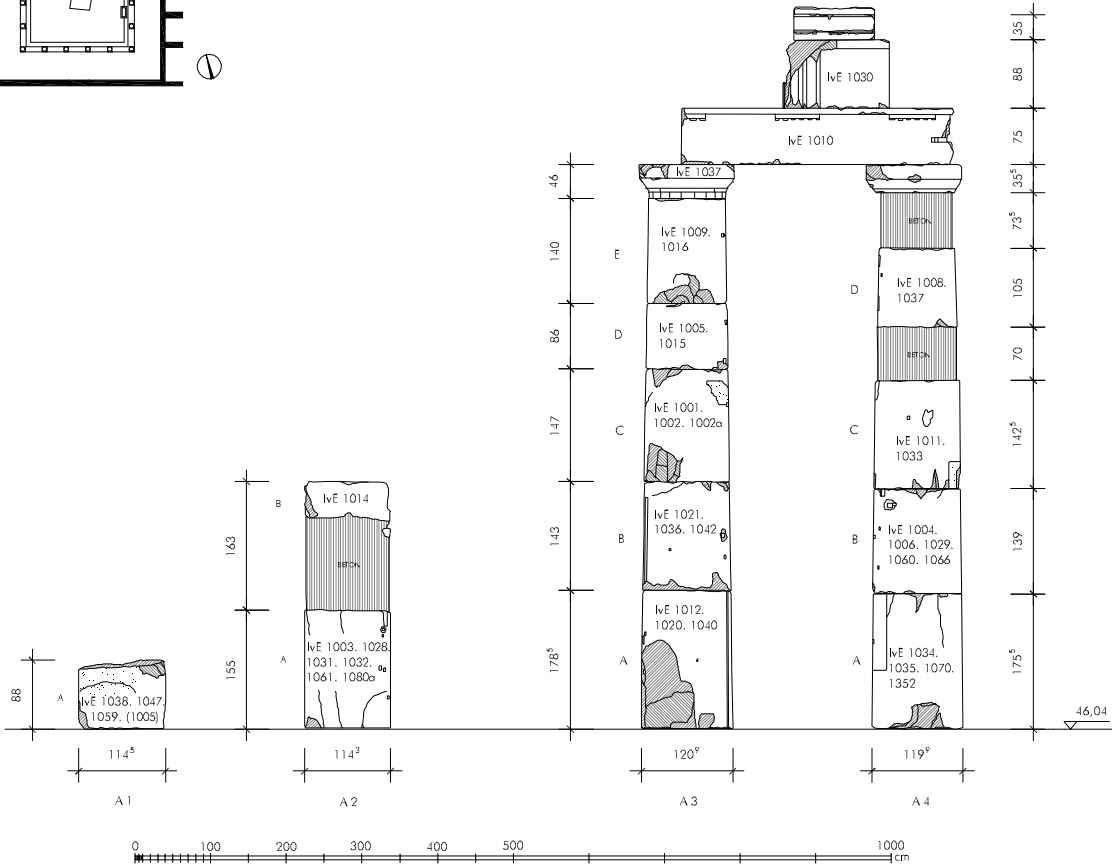 35
88
IvE 1030
75
IvE 1010
46
IvE 1037
35⁵
73⁵
BETON
140
E
IvE 1009.
1016
D
IvE 1008.
1037
105
86
D
IvE 1005.
1015
BETON
70
147
C
IvE 1001.
1002. 1002a
C
IvE 1011.
1033
142⁵
B
IvE 1014
163
BETON
143
B
IvE 1021.
1036. 1042
B
IvE 1004.
1006. 1029.
1060. 1066
139
88
A
IvE 1038. 1047.
1059. (1005)
155
A
IvE 1003. 1028.
1031. 1032.
1061. 1080a
178⁵
A
IvE 1012.
1020. 1040
A
IvE 1034.
1035. 1070.
1352
175⁵
46,04
114⁵
114³
120⁹
119⁹
A 1
A 2
A 3
A 4
0 100 200 300 400 500 1000
cm